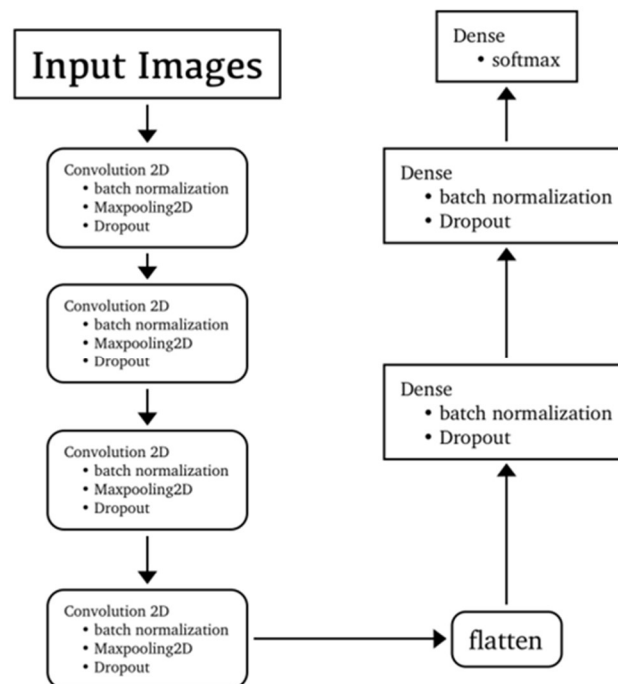 Input Images
Convolution 2D
• batch normalization
• Maxpooling2D
• Dropout
Convolution 2D
• batch normalization
• Maxpooling2D
• Dropout
Convolution 2D
• batch normalization
• Maxpooling2D
• Dropout
Convolution 2D
• batch normalization
• Maxpooling2D
• Dropout
flatten
Dense
• batch normalization
• Dropout
Dense
• batch normalization
• Dropout
Dense
• softmax